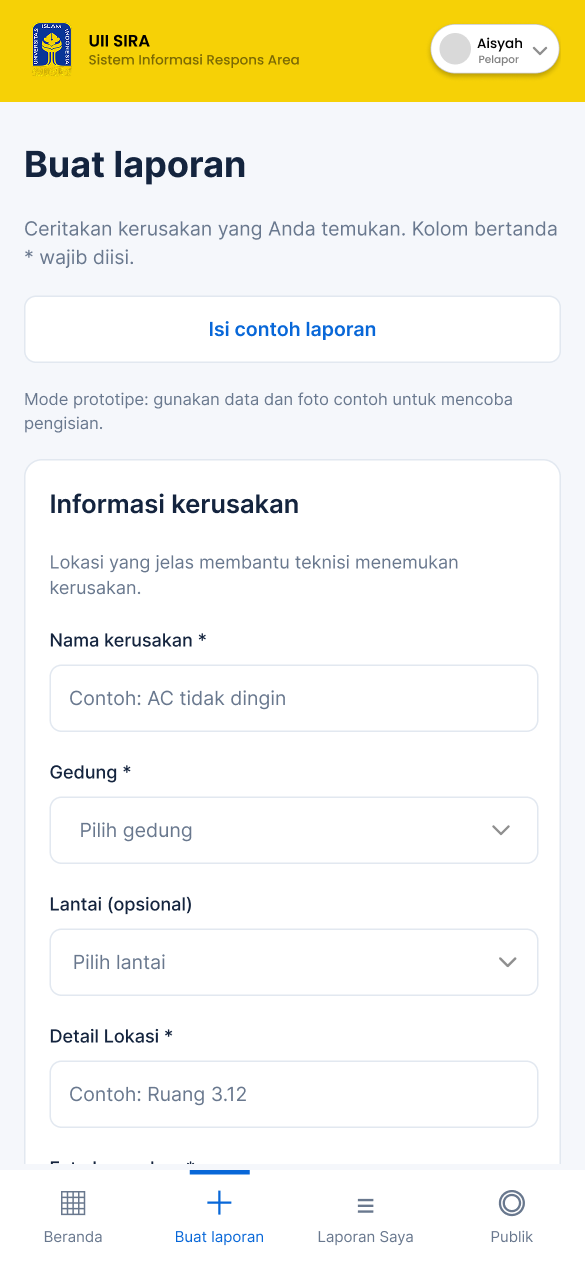 ISLAM
UNIVERSITAS
INDONESIA
UII SIRA
Sistem Informasi Respons Area
Aisyah
Pelapor
Buat laporan
Ceritakan kerusakan yang Anda temukan. Kolom bertanda
* wajib diisi.
Isi contoh laporan
Mode prototipe: gunakan data dan foto contoh untuk mencoba
pengisian.
Informasi kerusakan
Lokasi yang jelas membantu teknisi menemukan
kerusakan.
Nama kerusakan *
Contoh: AC tidak dingin
Gedung *
Pilih gedung
Lantai (opsional)
Pilih lantai
Detail Lokasi *
Contoh: Ruang 3.12
Beranda
Buat laporan
Laporan Saya
Publik